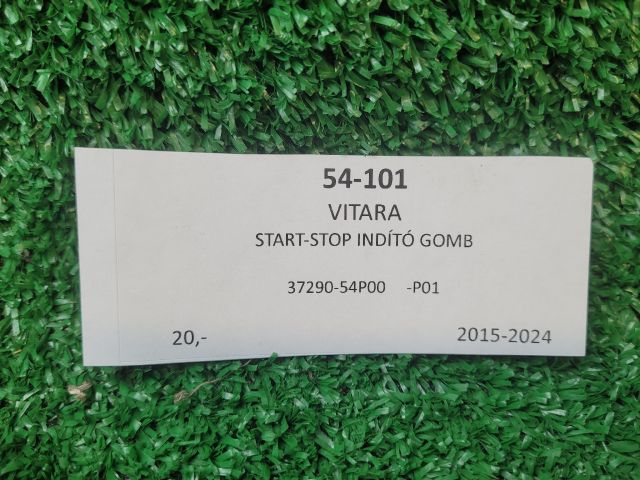 54-101
VITARA
START-STOP INDÍTÓ GOMB
37290-54P00 -P01
20,- 2015-2024